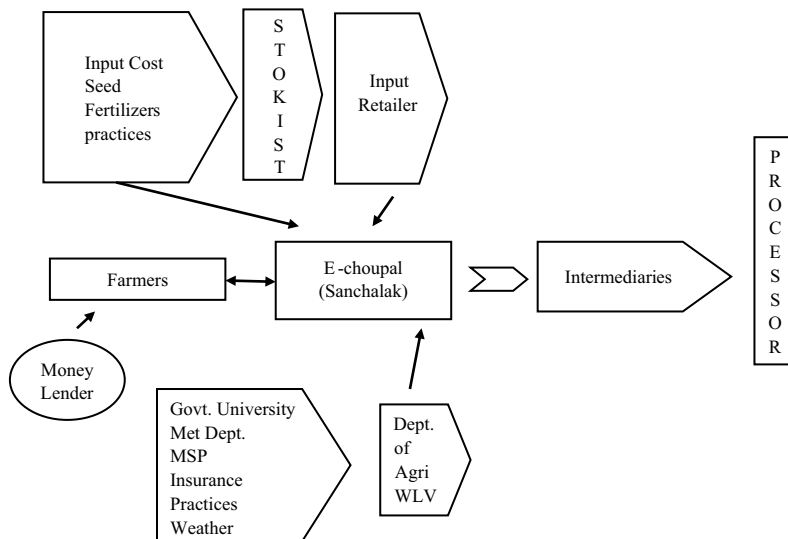 Input Cost
Seed
Fertilizers
practices
S
T
O
K
I
S
T
Input
Retailer
P
R
O
C
E
S
S
O
R
Farmers
E-choupal
(Sanchalak)
Intermediaries
Money
Lender
Govt. University
Met Dept.
MSP
Insurance
Practices
Weather
Dept.
of
Agri
WLV